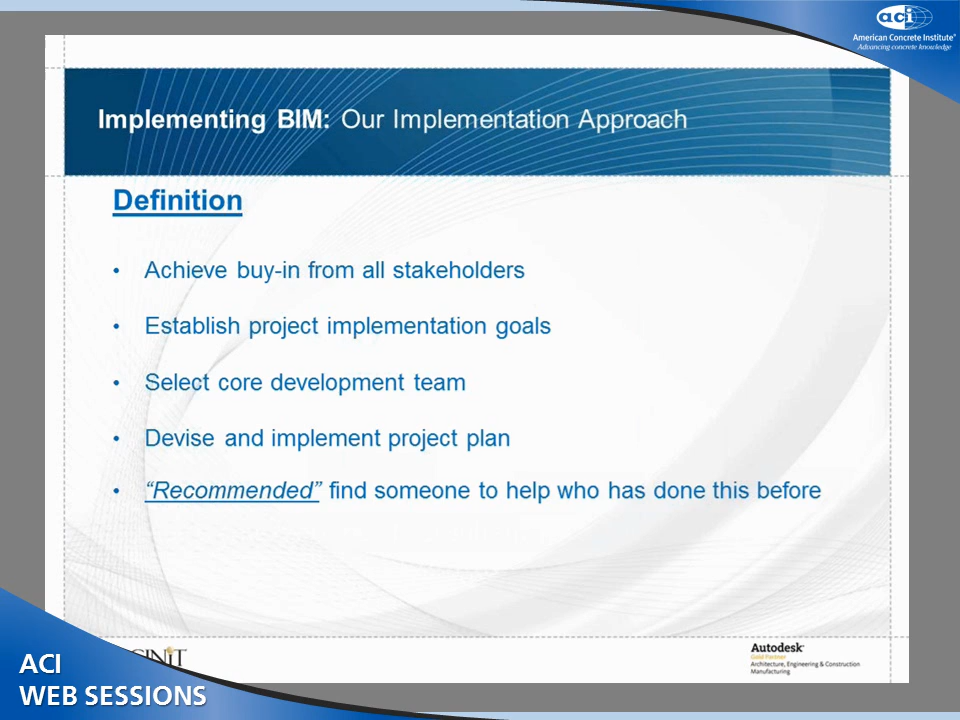 aci
American Concrete Institute®
Advancing concrete knowledge
Implementing BIM: Our Implementation Approach
Definition
• Achieve buy-in from all stakeholders
• Establish project implementation goals
• Select core development team
• Devise and implement project plan
• “Recommended” find someone to help who has done this before
Autodesk
Gold Partner
Architecture, Engineering & Construction
Manufacturing
ACI
WEB SESSIONS